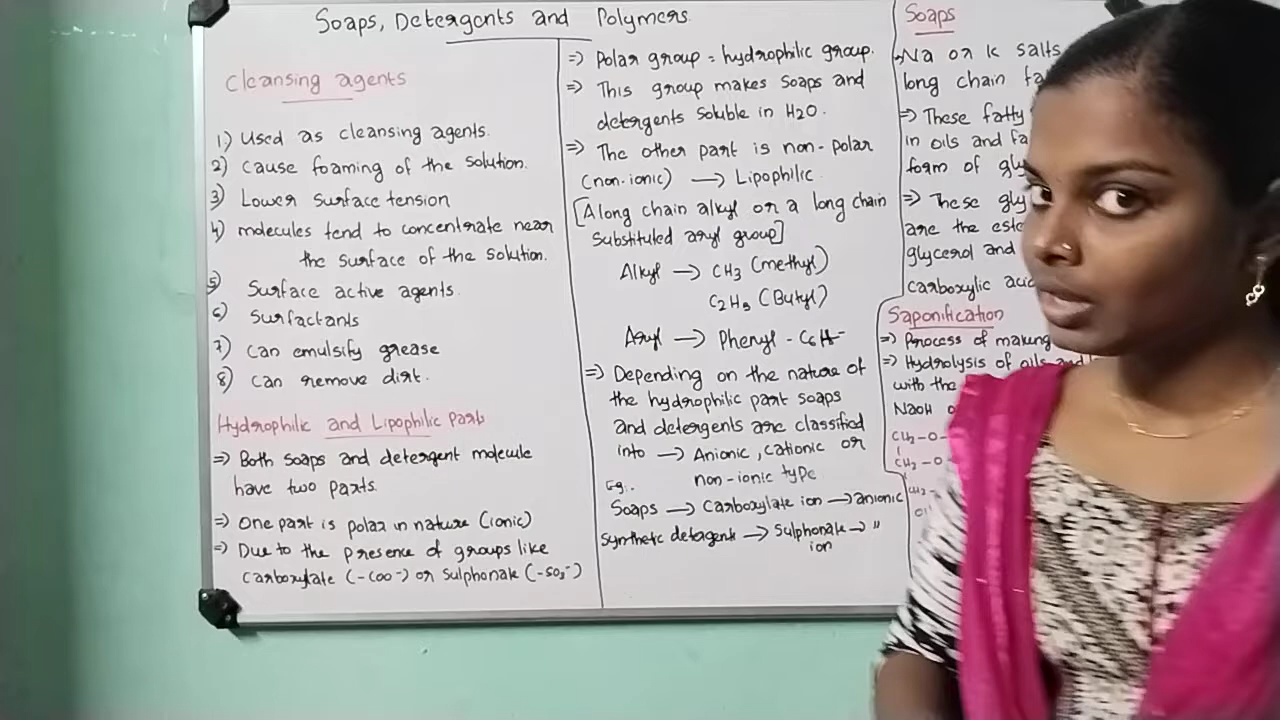 Soaps, Detergents and Polymers
Cleansing agents
1) Used as cleansing agents.
2) Cause foaming of the solution.
3) Lower surface tension
4) molecules tend to concentrate near
the surface of the solution.
5) Surface active agents.
6) Surfactants
7) Can emulsify grease
8) Can remove dirt.
Hydrophilic and Lipophilic Parts
=> Both soaps and detergent molecule
have two parts.
=> One part is polar in nature (ionic)
=> Due to the presence of groups like
Carboxylate (-COO-) or Sulphonate (-SO3-)
=> Polar group = hydrophilic group.
=> This group makes soaps and
detergents soluble in H2O.
=> The other part is non-polar
(non-ionic) → Lipophilic.
[A long chain alkyl or a long chain
Substituted aryl group]
Alkyl → CH3 (methyl)
(Butyl)
Aryl → Phenyl -
=> Depending on the nature of
the hydrophilic part soaps
and detergents are classified
into → Anionic, cationic or
non-ionic type
Eg:.
Soaps → Carboxylate ion → anionic
Synthetic → Sulphonate → "
ion
Soaps
Na or K salts
long chain
=> These fatty
in oils and
form of
=> These
are the
glycerol and
carboxylic
Saponification
=> Process of making
=> Hydrolysis of oils and
with the
NaOH
CH2-O-
CH2-O